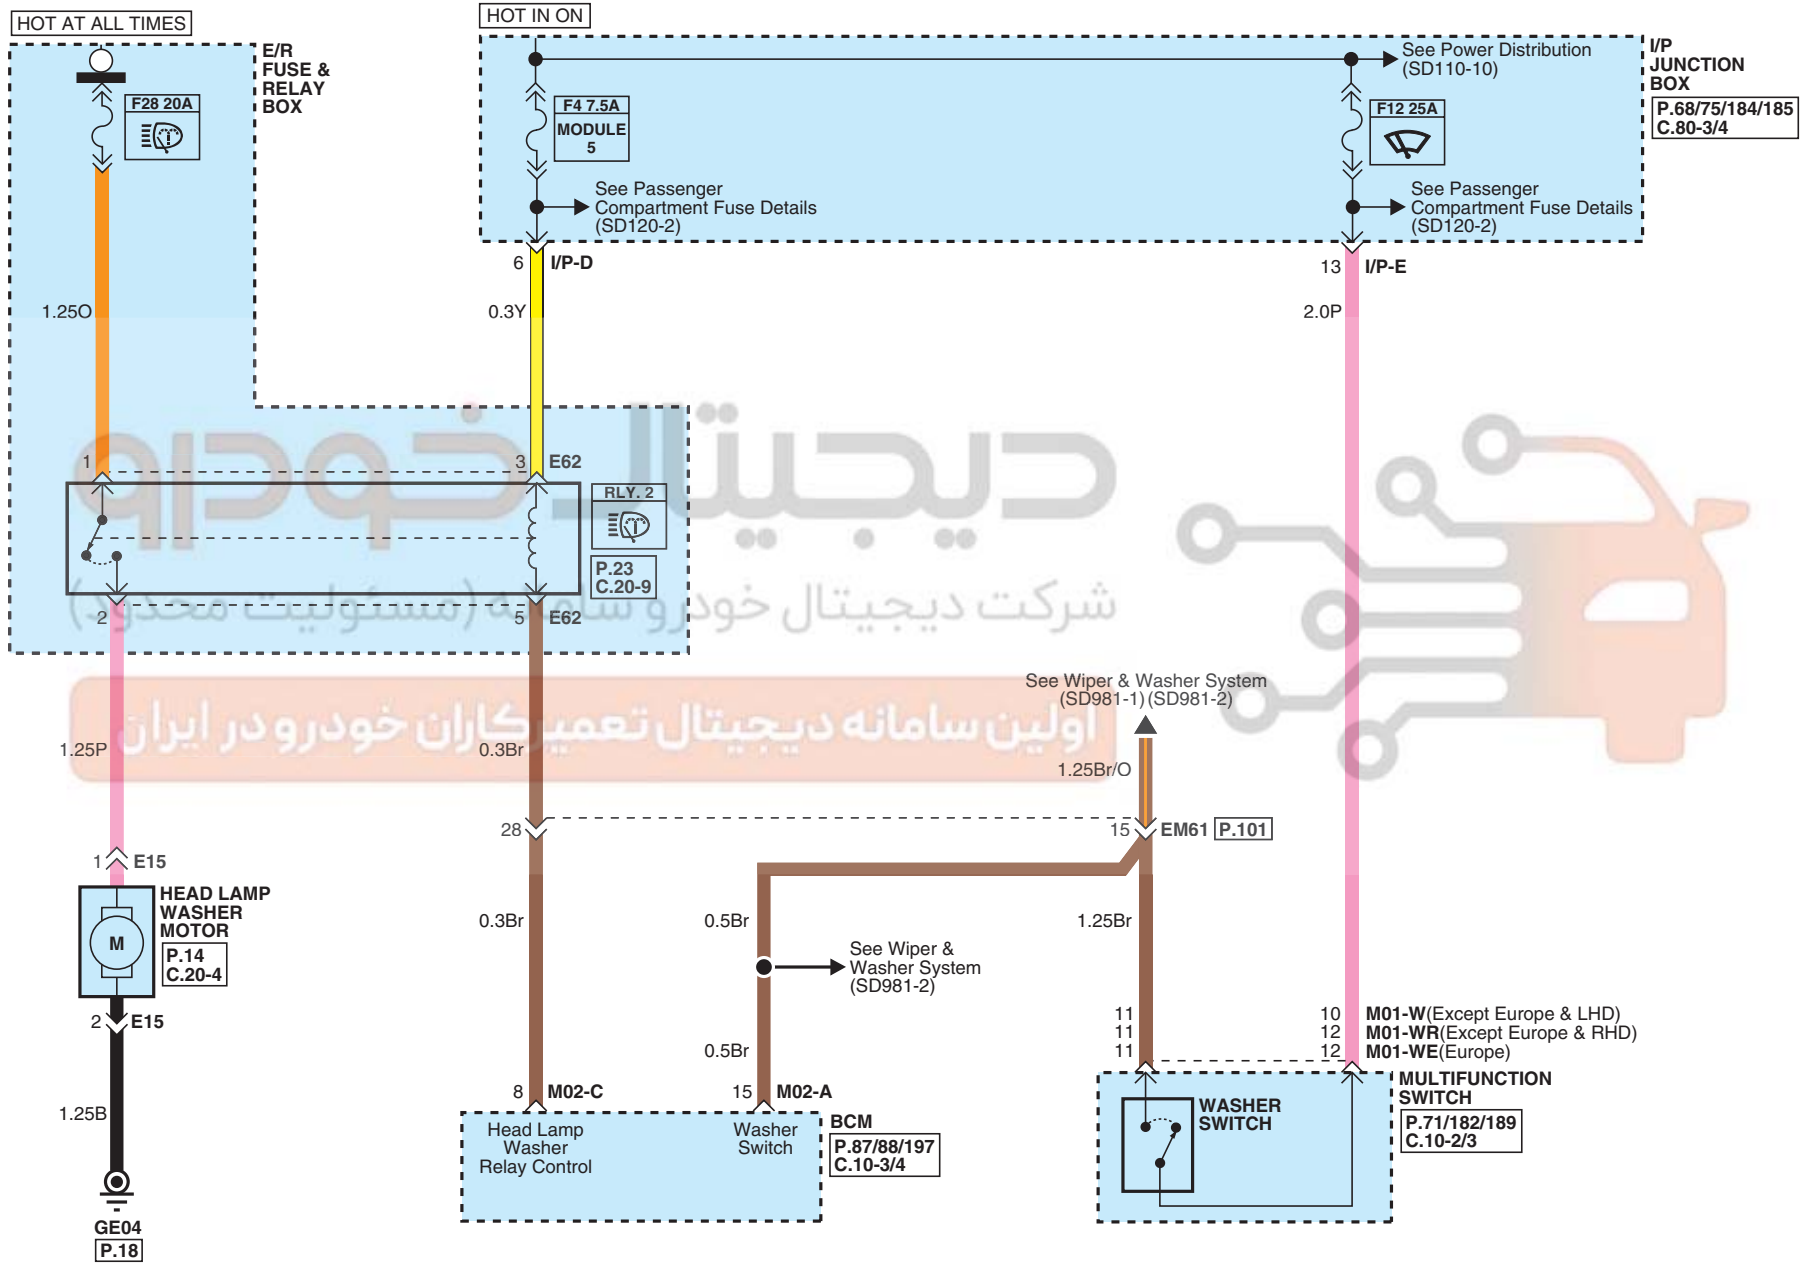 HOT AT ALL TIMES
HOT IN ON
E/R
FUSE &
RELAY
BOX
F28 20A
F4 7.5A
MODULE
5
See Power Distribution
(SD110-10)
F12 25A
I/P
JUNCTION
BOX
P.68/75/184/185
C.80-3/4
See Passenger
Compartment Fuse Details
(SD120-2)
See Passenger
Compartment Fuse Details
(SD120-2)
6 I/P-D
13 I/P-E
1.25O
0.3Y
2.0P
دیجیتال خودرو
1
3 E62
RLY. 2
P.23
C.20-9
شرکت دیجیتال خودرو سامانه (مسئولیت محدود)
2
5 E62
See Wiper & Washer System
(SD981-1) (SD981-2)
اولین سامانه دیجیتال تعمیرکاران خودرو در ایران
1.25P
0.3Br
1.25Br/O
28
15 EM61 P.101
1 E15
HEAD LAMP
WASHER
MOTOR
M
P.14
C.20-4
0.3Br
0.5Br
1.25Br
See Wiper &
Washer System
(SD981-2)
2 E15
0.5Br
11
11
11
10 M01-W(Except Europe & LHD)
12 M01-WR(Except Europe & RHD)
12 M01-WE(Europe)
1.25B
8 M02-C
15 M02-A
Head Lamp
Washer
Relay Control
Washer
Switch
BCM
P.87/88/197
C.10-3/4
WASHER
SWITCH
MULTIFUNCTION
SWITCH
P.71/182/189
C.10-2/3
GE04
P.18